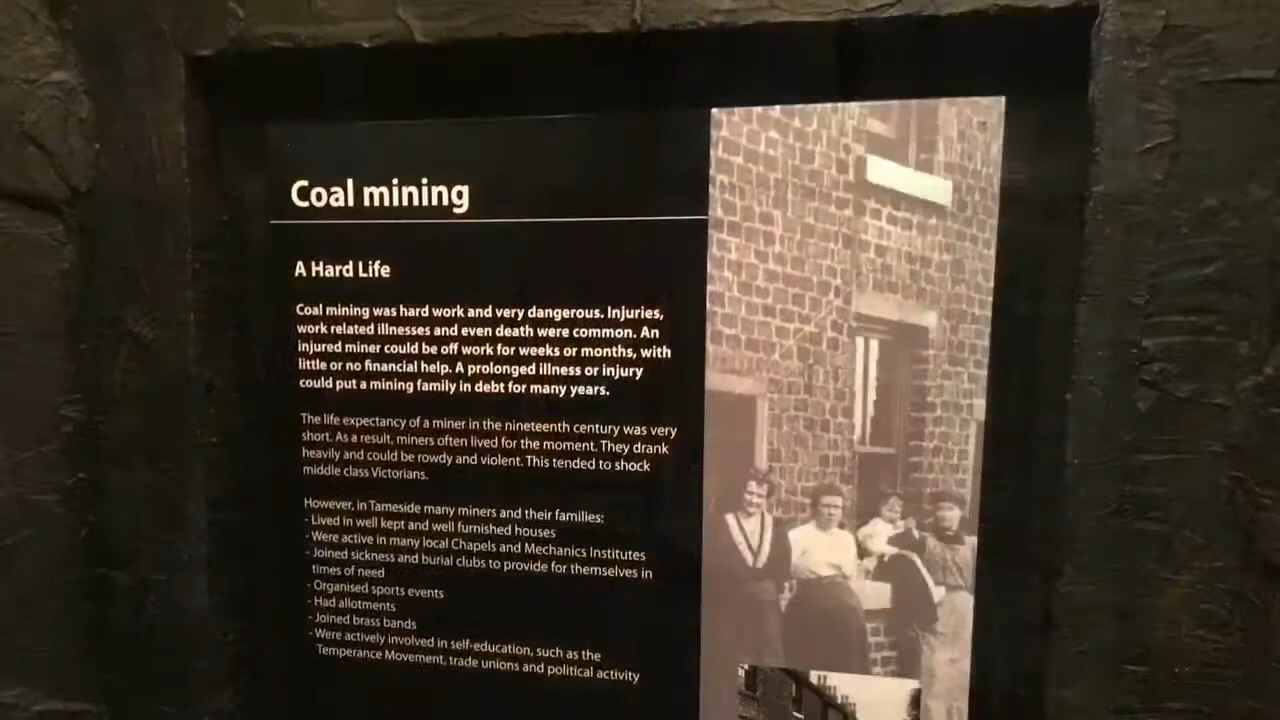 Coal mining
A Hard Life
Coal mining was hard work and very dangerous. Injuries,
work related illnesses and even death were common. An
injured miner could be off work for weeks or months, with
little or no financial help. A prolonged illness or injury
could put a mining family in debt for many years.
The life expectancy of a miner in the nineteenth century was very
short. As a result, miners often lived for the moment. They drank
heavily and could be rowdy and violent. This tended to shock
middle class Victorians.
However, in Tameside many miners and their families:
- Lived in well kept and well furnished houses
- Were active in many local Chapels and Mechanics Institutes
- Joined sickness and burial clubs to provide for themselves in
times of need
- Organised sports events
- Had allotments
- Joined brass bands
- Were actively involved in self-education, such as the
Temperance Movement, trade unions and political activity